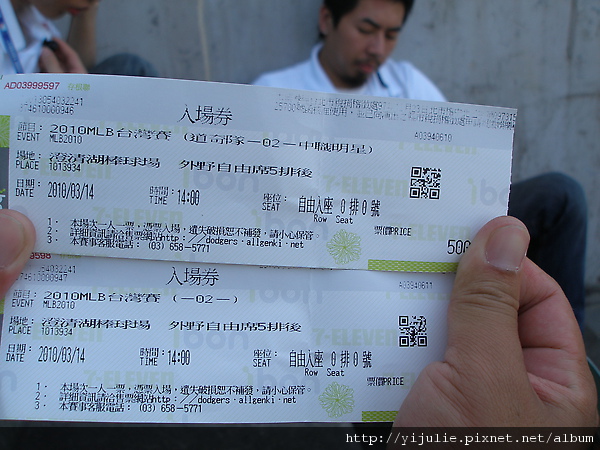 AD03999597
13054032241
入場券
A03940610
節目: 2010MLB台灣賽 (道奇隊-02-中職明星)
EVENT MLB2010
場地: 澄清湖棒球場 外野自由席5排後
PLACE 1013934
日期: 2010/03/14 時間: 14:00 座位: 自由入座 0 排 0 號
DATE TIME SEAT Row Seat
票價PRICE 500
1: 本場次一人一票,憑票入場,遺失破損恕不補發,請小心保管。
2: 詳細資訊請洽售票網站http://dodgers.allgenki.net
3: 本賽事客服電話: (03) 658-5771
7-ELEVEN
ibon
入場券
A03940611
節目: 2010MLB台灣賽 (-02-)
EVENT MLB2010
場地: 澄清湖棒球場 外野自由席5排後
PLACE 1013934
日期: 2010/03/14 時間: 14:00 座位: 自由入座 0 排 0 號
DATE TIME SEAT Row Seat
票價PRICE
1: 本場次一人一票,憑票入場,遺失破損恕不補發,請小心保管。
2: 詳細資訊請洽售票網站http://dodgers.allgenki.net
3: 本賽事客服電話: (03) 658-5771
http://yijulie.pixnet.net/album